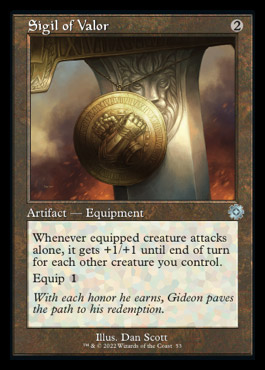 Sigil of Valor 2
Artifact — Equipment
Whenever equipped creature attacks
alone, it gets +1/+1 until end of turn
for each other creature you control.
Equip 1
With each honor he earns, Gideon paves
the path to his redemption.
Illus. Dan Scott
™ & © 2022 Wizards of the Coast 53